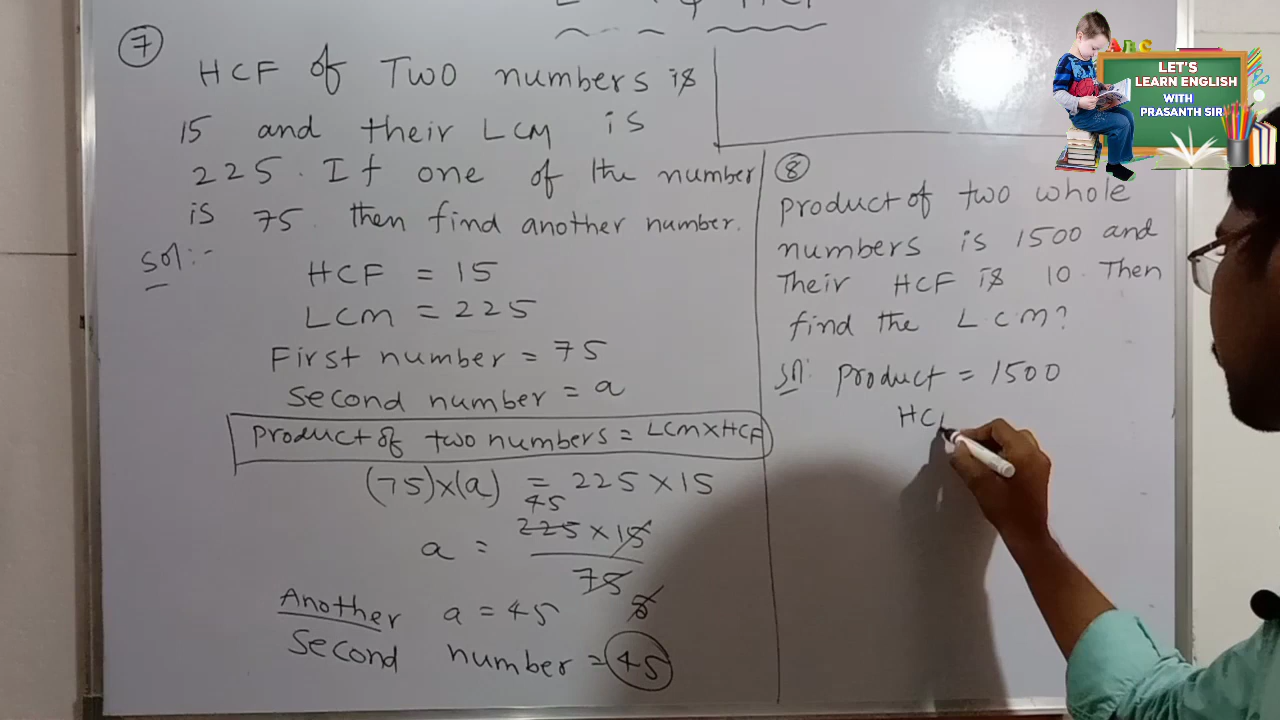 7
HCF of TWO numbers is
15 and their LCM is
225. If one of the number
is 75. then find another number.
Sol:-
HCF = 15
LCM = 225
First number = 75
Second number = a
Product of two numbers = LCM X HCF
(75)x(a) = 225 X 15
45
a = 225 X 15
75
5
Another a = 45
Second number = 45
8
product of two whole
numbers is 1500 and
Their HCF is 10. Then
find the LCM?
Sol: product = 1500
HC
ABC
LET'S
LEARN ENGLISH
WITH
PRASANTH SIR